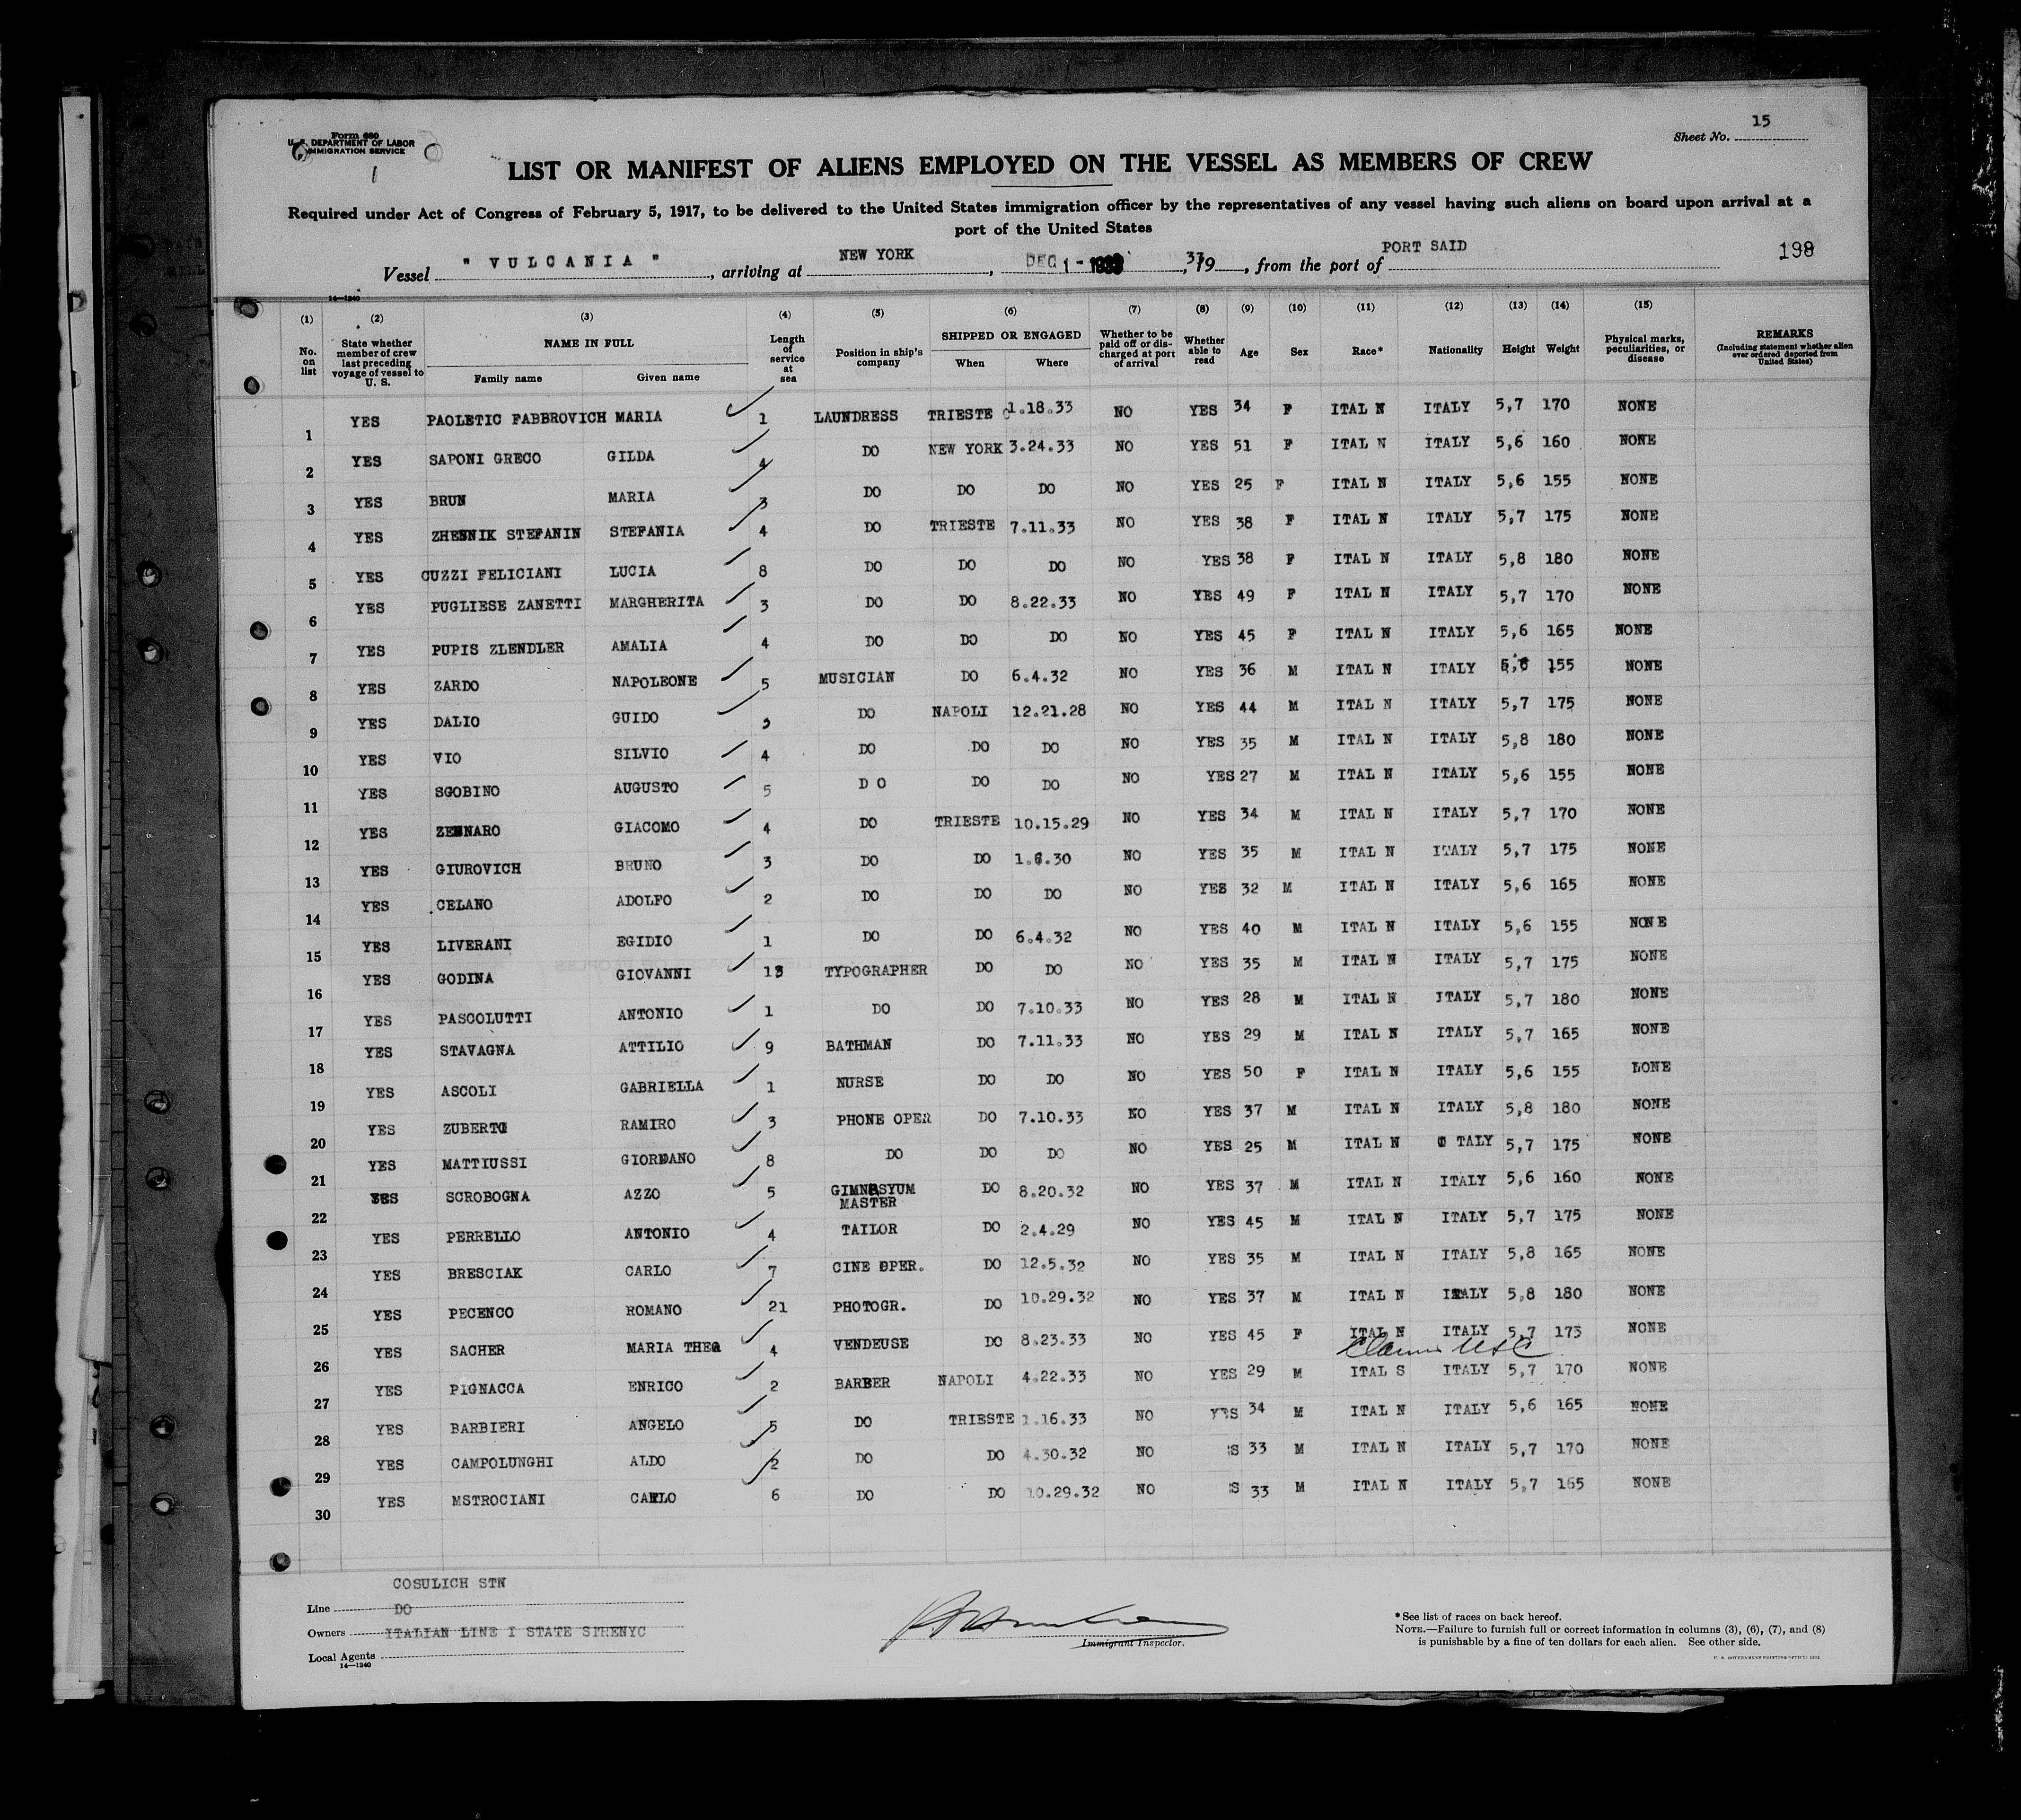 Form 680
U. S. DEPARTMENT OF LABOR
IMMIGRATION SERVICE
1
Sheet No. 15
LIST OR MANIFEST OF ALIENS EMPLOYED ON THE VESSEL AS MEMBERS OF CREW
Required under Act of Congress of February 5, 1917, to be delivered to the United States immigration officer by the representatives of any vessel having such aliens on board upon arrival at a
port of the United States
Vessel " VULCANIA ", arriving at NEW YORK, DEC 1 - 1933, 33 19, from the port of PORT SAID
198
14—1240
(1) (2) (3) (4) (5) (6) (7) (8) (9) (10) (11) (12) (13) (14) (15)
No. on list State whether member of crew last preceding voyage of vessel to U. S. NAME IN FULL Family name Given name Length of service at sea Position in ship's company SHIPPED OR ENGAGED When Where Whether to be paid off or discharged at port of arrival Whether able to read Age Sex Race* Nationality Height Weight Physical marks, peculiarities, or disease REMARKS (Including statement whether alien ever ordered deported from United States)
1 YES PAOLETIC FABBROVICH MARIA 1 LAUNDRESS TRIESTE 1.18.33 NO YES 34 F ITAL N ITALY 5,7 170 NONE
2 YES SAPONI GRECO GILDA 4 DO NEW YORK 3.24.33 NO YES 51 F ITAL N ITALY 5,6 160 NONE
3 YES BRUN MARIA 3 DO DO DO NO YES 25 F ITAL N ITALY 5,6 155 NONE
4 YES ZHENNIK STEFANIN STEFANIA 4 DO TRIESTE 7.11.33 NO YES 38 F ITAL N ITALY 5,7 175 NONE
5 YES CUZZI FELICIANI LUCIA 8 DO DO DO NO YES 38 F ITAL N ITALY 5,8 180 NONE
6 YES PUGLIESE ZANETTI MARGHERITA 3 DO DO 8.22.33 NO YES 49 F ITAL N ITALY 5,7 170 NONE
7 YES PUPIS ZLENDLER AMALIA 4 DO DO DO NO YES 45 F ITAL N ITALY 5,6 165 NONE
8 YES ZARDO NAPOLEONE 5 MUSICIAN DO 6.4.32 NO YES 36 M ITAL N ITALY 5,6 155 NONE
9 YES DALIO GUIDO DO NAPOLI 12.21.28 NO YES 44 M ITAL N ITALY 5,7 175 NONE
10 YES VIO SILVIO 4 DO DO DO NO YES 35 M ITAL N ITALY 5,8 180 NONE
11 YES SGOBINO AUGUSTO 5 D O DO DO NO YES 27 M ITAL N ITALY 5,6 155 NONE
12 YES ZENNARO GIACOMO 4 DO TRIESTE 10.15.29 NO YES 34 M ITAL N ITALY 5,7 170 NONE
13 YES GIUROVICH BRUNO 3 DO DO 1.6.30 NO YES 35 M ITAL N ITALY 5,7 175 NONE
14 YES CELANO ADOLFO 2 DO DO DO NO YES 32 M ITAL N ITALY 5,6 165 NONE
15 YES LIVERANI EGIDIO 1 DO DO 6.4.32 NO YES 40 M ITAL N ITALY 5,6 155 NONE
16 YES GODINA GIOVANNI 13 TYPOGRAPHER DO DO NO YES 35 M ITAL N ITALY 5,7 175 NONE
17 YES PASCOLUTTI ANTONIO 1 DO DO 7.10.33 NO YES 28 M ITAL N ITALY 5,7 180 NONE
18 YES STAVAGNA ATTILIO 9 BATHMAN DO 7.11.33 NO YES 29 M ITAL N ITALY 5,7 165 NONE
19 YES ASCOLI GABRIELLA 1 NURSE DO DO NO YES 50 F ITAL N ITALY 5,6 155 LONE
20 YES ZUBERTI RAMIRO 3 PHONE OPER DO 7.10.33 NO YES 37 M ITAL N ITALY 5,8 180 NONE
21 YES MATTIUSSI GIORDANO 8 DO DO DO NO YES 25 M ITAL N TALY 5,7 175 NONE
22 YES SCROBOGNA AZZO 5 GIMNASYUM MASTER DO 8.20.32 NO YES 37 M ITAL N ITALY 5,6 160 NONE
23 YES PERRELLO ANTONIO 4 TAILOR DO 2.4.29 NO YES 45 M ITAL N ITALY 5,7 175 NONE
24 YES BRESCIAK CARLO 7 CINE OPER. DO 12.5.32 NO YES 35 M ITAL N ITALY 5,8 165 NONE
25 YES PECENCO ROMANO 21 PHOTOGR. DO 10.29.32 NO YES 37 M ITAL N ITALY 5,8 180 NONE
26 YES SACHER MARIA THEA 4 VENDEUSE DO 8.23.33 NO YES 45 F ITAL N ITALY 5,7 175 NONE
Claims USC
27 YES PIGNACCA ENRICO 2 BARBER NAPOLI 4.22.33 NO YES 29 M ITAL S ITALY 5,7 170 NONE
28 YES BARBIERI ANGELO 5 DO TRIESTE 1.16.33 NO YES 34 M ITAL N ITALY 5,6 165 NONE
29 YES CAMPOLUNGHI ALDO 2 DO DO 4.30.32 NO S 33 M ITAL N ITALY 5,7 170 NONE
30 YES MSTROCIANI CARLO 6 DO DO 10.29.32 NO S 33 M ITAL N ITALY 5,7 165 NONE
COSULICH STN
Line DO
Owners ITALIAN LINE I STATE STRENYC
Local Agents
14—1240
Immigrant Inspector.
* See list of races on back hereof.
NOTE.—Failure to furnish full or correct information in columns (3), (6), (7), and (8)
is punishable by a fine of ten dollars for each alien. See other side.